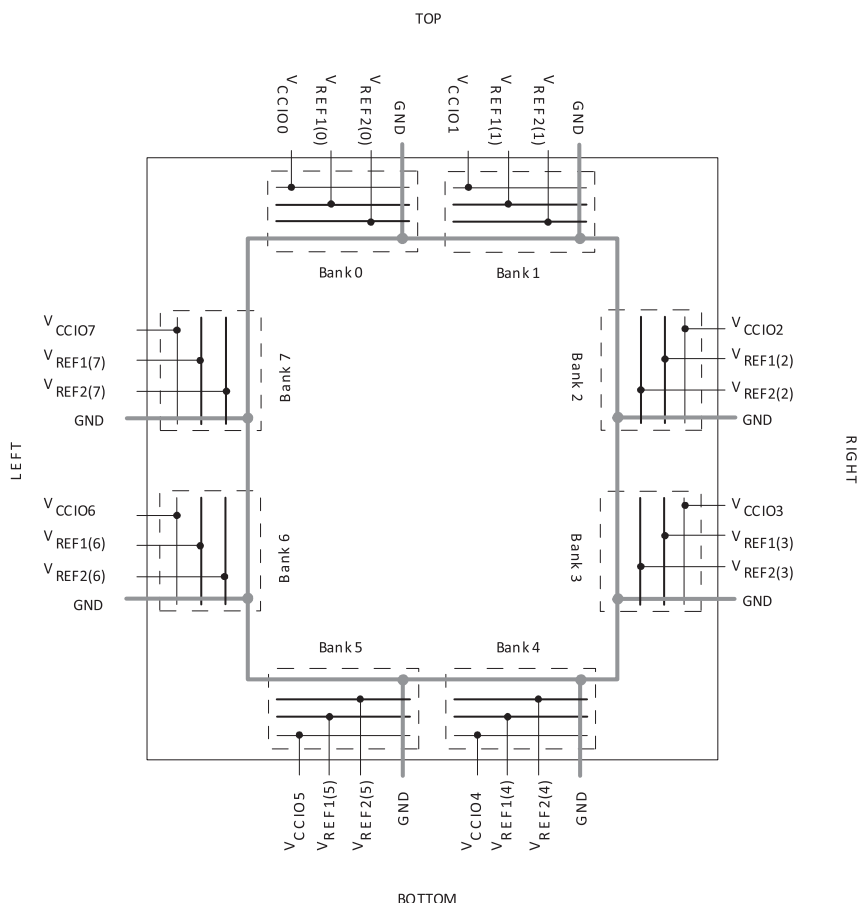 TOP
VCCIO0
VREF1(0)
VREF2(0)
GND
VCCIO1
VREF1(1)
VREF2(1)
GND
Bank 0
Bank 1
VCCIO7
VREF1(7)
VREF2(7)
GND
Bank 7
Bank 2
VCCIO2
VREF1(2)
VREF2(2)
GND
LEFT
RIGHT
VCCIO6
VREF1(6)
VREF2(6)
GND
Bank 6
Bank 3
VCCIO3
VREF1(3)
VREF2(3)
GND
Bank 5
Bank 4
VCCIO5
VREF1(5)
VREF2(5)
GND
VCCIO4
VREF1(4)
VREF2(4)
GND
BOTTOM